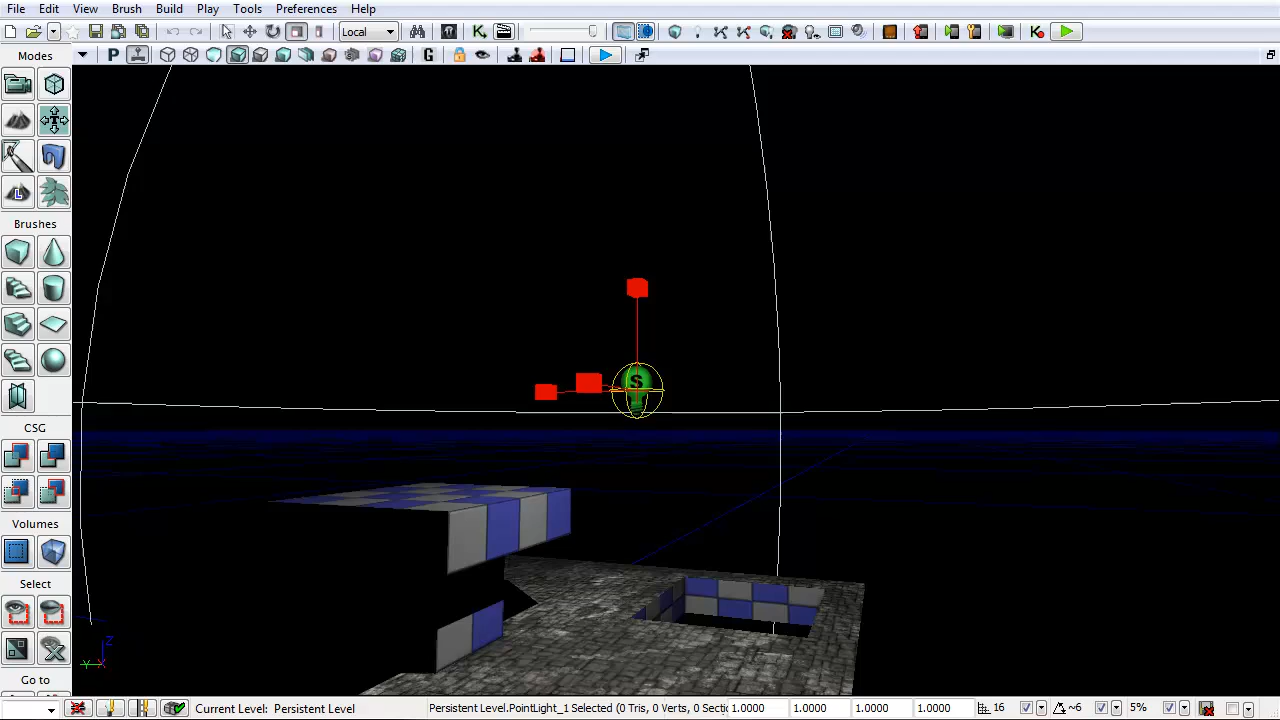 File Edit View Brush Build Play Tools Preferences Help
Local
P G
Modes
L
Brushes
CSG
Volumes
Select
Go to
S
Z
Y X
Current Level: Persistent Level
Persistent Level.PointLight_1 Selected (0 Tris, 0 Verts, 0 Secti
1.0000 1.0000 1.0000 1.0000 16 ~6 5%